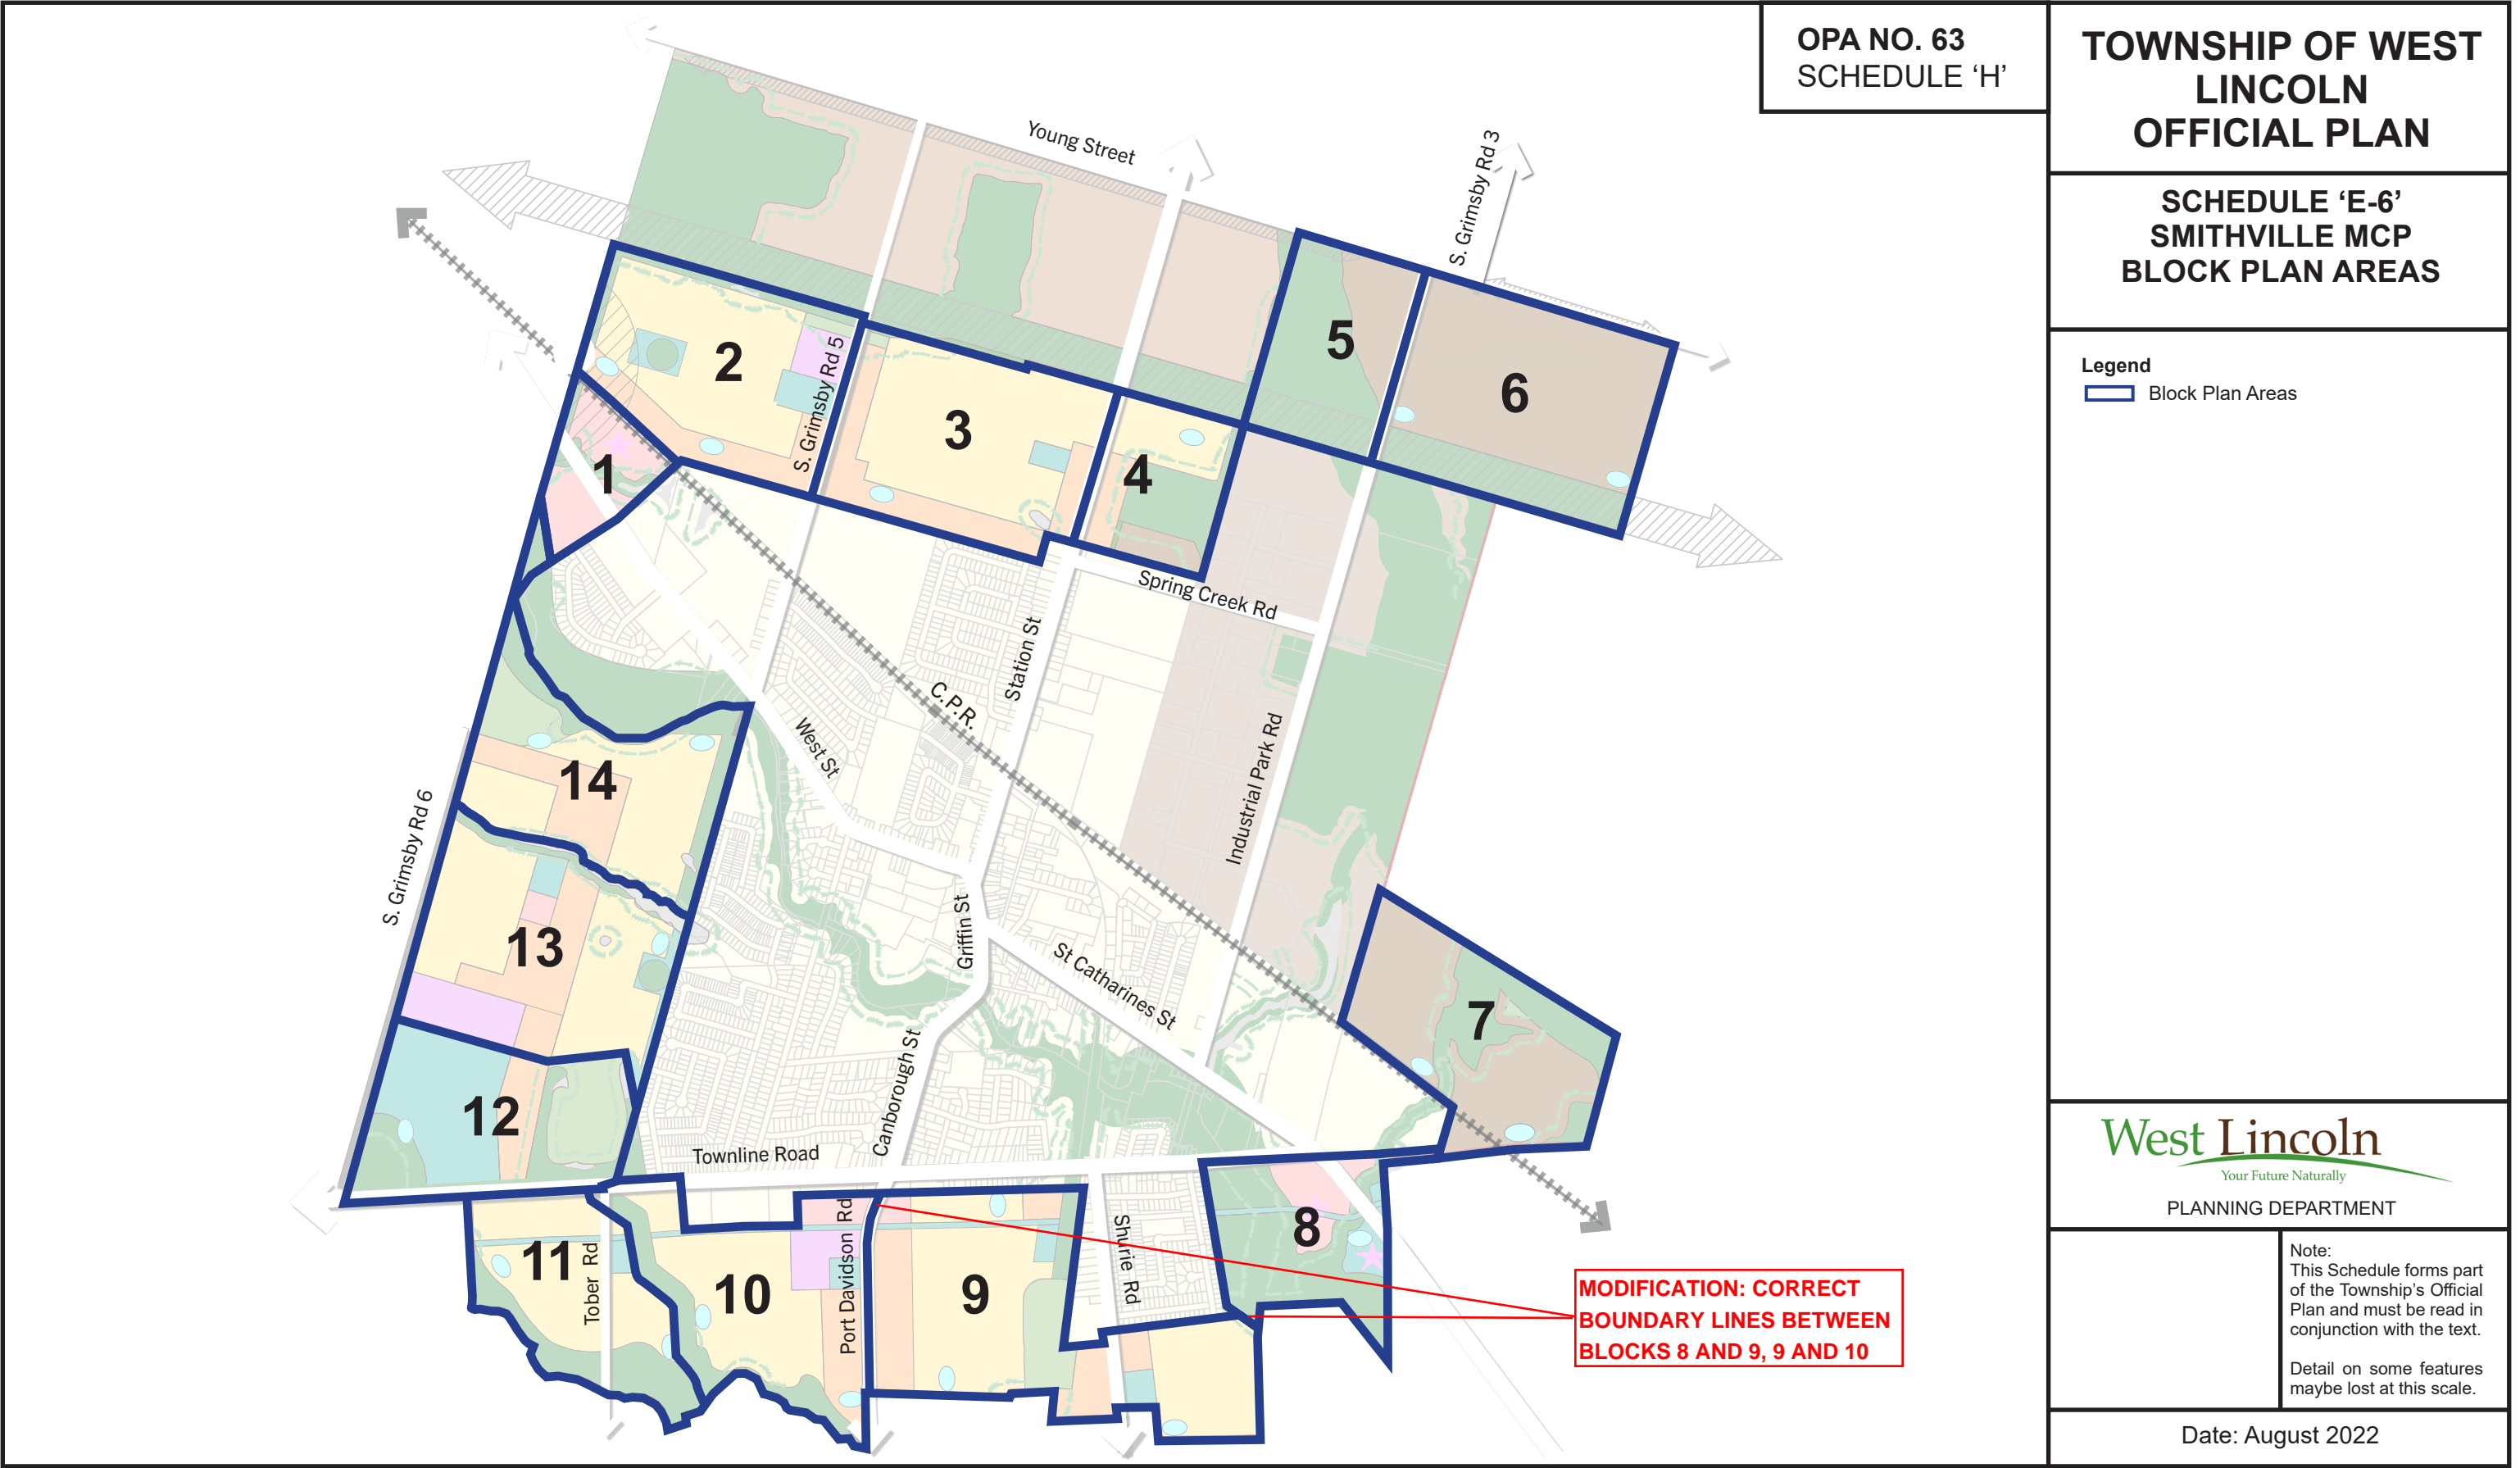 OPA NO. 63
SCHEDULE ‘H’
TOWNSHIP OF WEST
LINCOLN
OFFICIAL PLAN
SCHEDULE ‘E-6’
SMITHVILLE MCP
BLOCK PLAN AREAS
Legend
Block Plan Areas
Young Street
S. Grimsby Rd 3
5
2
6
S. Grimsby Rd 5
3
1
4
Spring Creek Rd
Station St
C.P.R.
West St
14
Industrial Park Rd
S. Grimsby Rd 6
Griffin St
13
St Catharines St
7
Canborough St
12
Townline Road
8
11
Tober Rd
10
Port Davidson Rd
9
Shurie Rd
MODIFICATION: CORRECT
BOUNDARY LINES BETWEEN
BLOCKS 8 AND 9, 9 AND 10
West Lincoln
Your Future Naturally
PLANNING DEPARTMENT
Note:
This Schedule forms part
of the Township’s Official
Plan and must be read in
conjunction with the text.
Detail on some features
maybe lost at this scale.
Date: August 2022